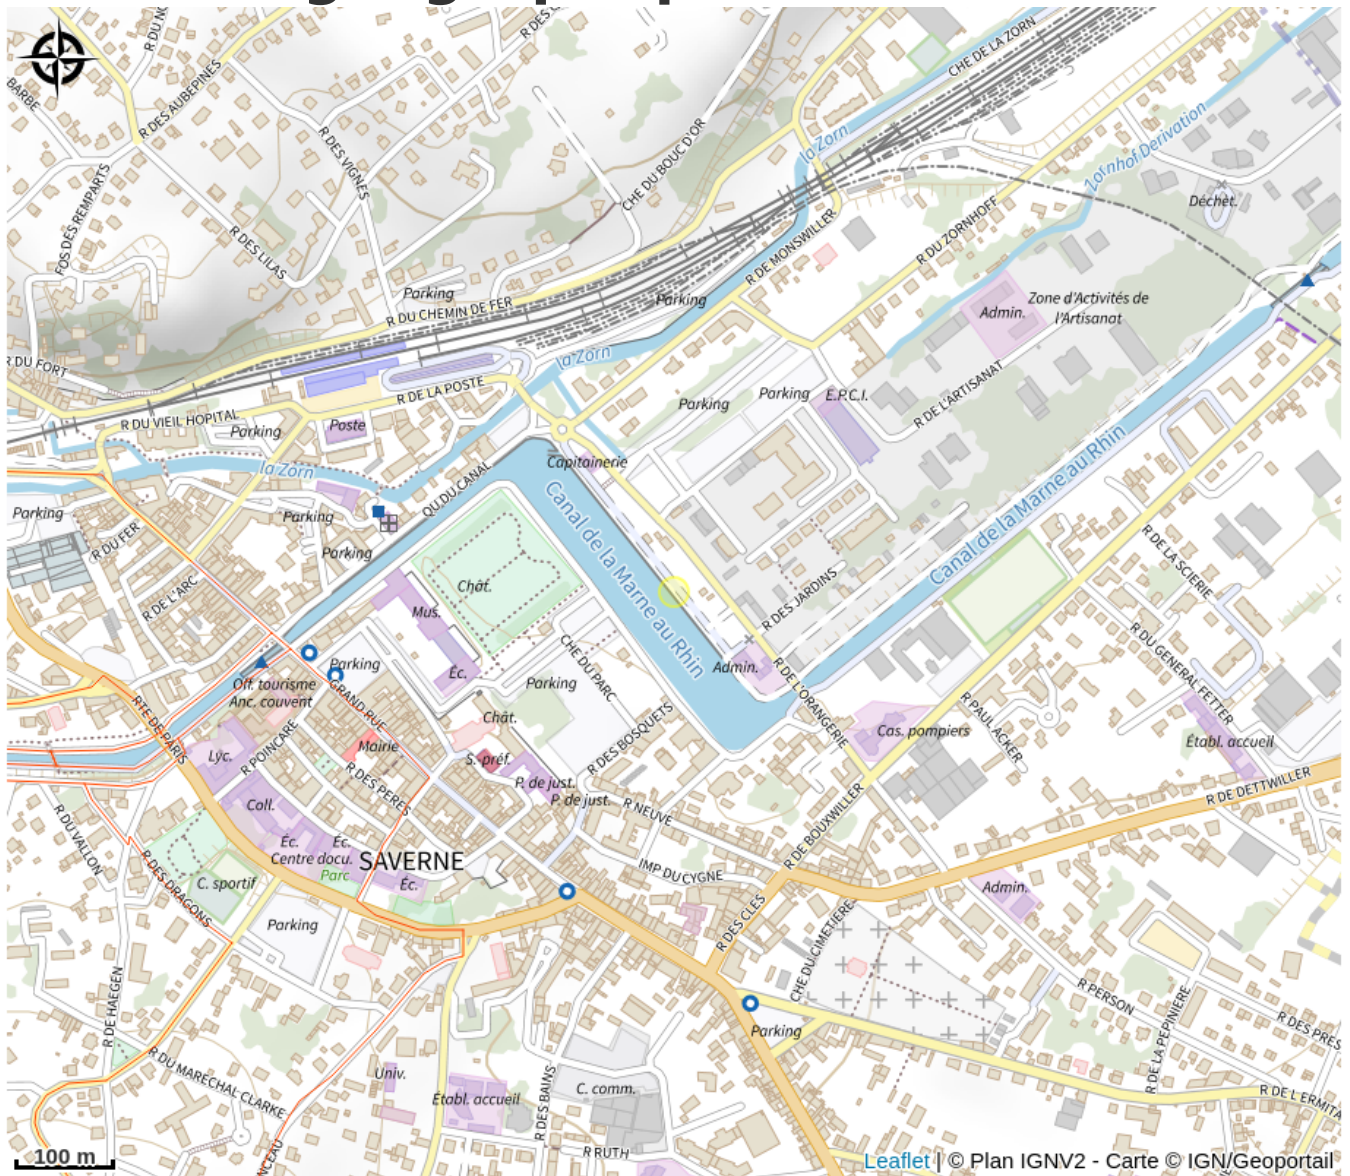 R DES AUBEPINES
BARBE
R DES VIGNES
CHE DE LA ZORN
la Zorn
Zornhof Derivation
CHE DU BOUC D'OR
FOS DES REMPARTS
R DES LILAS
Déchet.
R DU ZORNHOFF
R DE MONSWILLER
Parking
Parking
R DU CHEMIN DE FER
Admin.
Zone d'Activités de
l'Artisanat
la Zorn
R DU FORT
R DE LA POSTE
R DE L'ARTISANAT
Parking
Parking
E.P.C.I.
R DU VIEIL HOPITAL
Parking
Poste
la Zorn
Capitainerie
QU DU CANAL
Canal de la Marne au Rhin
Canal de la Marne au Rhin
Parking
Parking
Parking
R DU FER
R DE L'ARC
Chât.
Mus.
R DES JARDINS
R DE LA SCIERIE
R DU GENERAL FETTER
Éc.
CHE DU PARC
Parking
Parking
Admin.
R DE L'ORANGERIE
Off. tourisme
Anc. couvent
GRAND RUE
Chât.
R PAUL ACKER
RTE DE PARIS
Lyc.
R POINCARE
Mairie
R DES PERES
S.-préf.
P. de just.
P. de just.
R DES BOSQUETS
Cas. pompiers
Établ. accueil
R DE DETTWILLER
R NEUVE
R DE BOUXWILLER
Coll.
Éc.
Éc.
Centre docu.
Parc
Éc.
SAVERNE
IMP DU CYGNE
R DU VALLON
R DES DRAGONS
C. sportif
Parking
R DES CLES
CHE DU CIMETIERE
Admin.
R DE HAEGEN
R PERSON
R DE LA PEPINIERE
R DES PRES
Parking
R DU MARECHAL CLARKE
Univ.
Établ. accueil
R DES BAINS
C. comm.
R DE L'ERMITA
R RUTH
NCEAU
100 m
Leaflet | © Plan IGNV2 - Carte © IGN/Geoportail